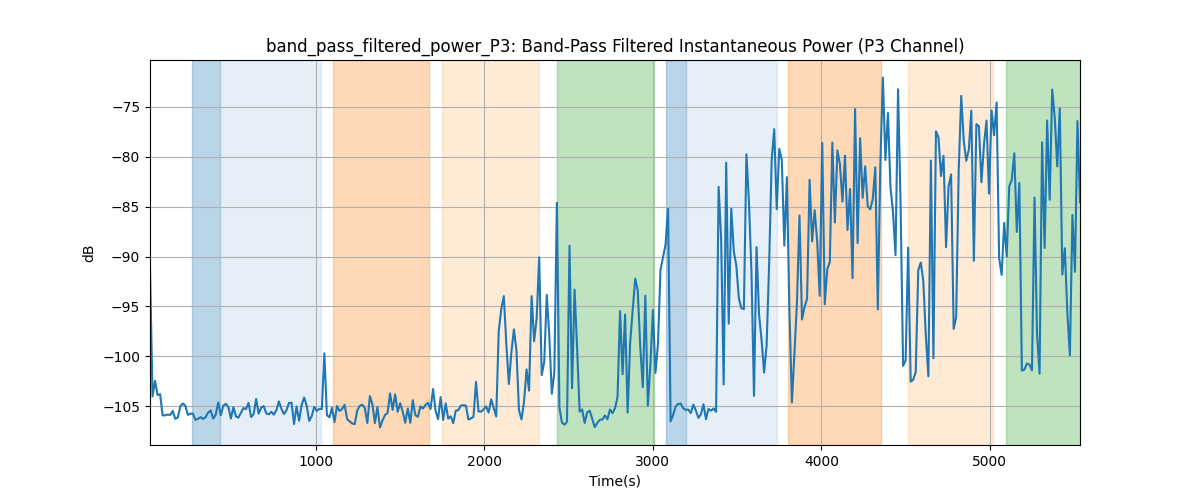 band_pass_filtered_power_P3: Band-Pass Filtered Instantaneous Power (P3 Channel)
−75
−80
−85
−90
−95
−100
−105
dB
1000 2000 3000 4000 5000
Time(s)